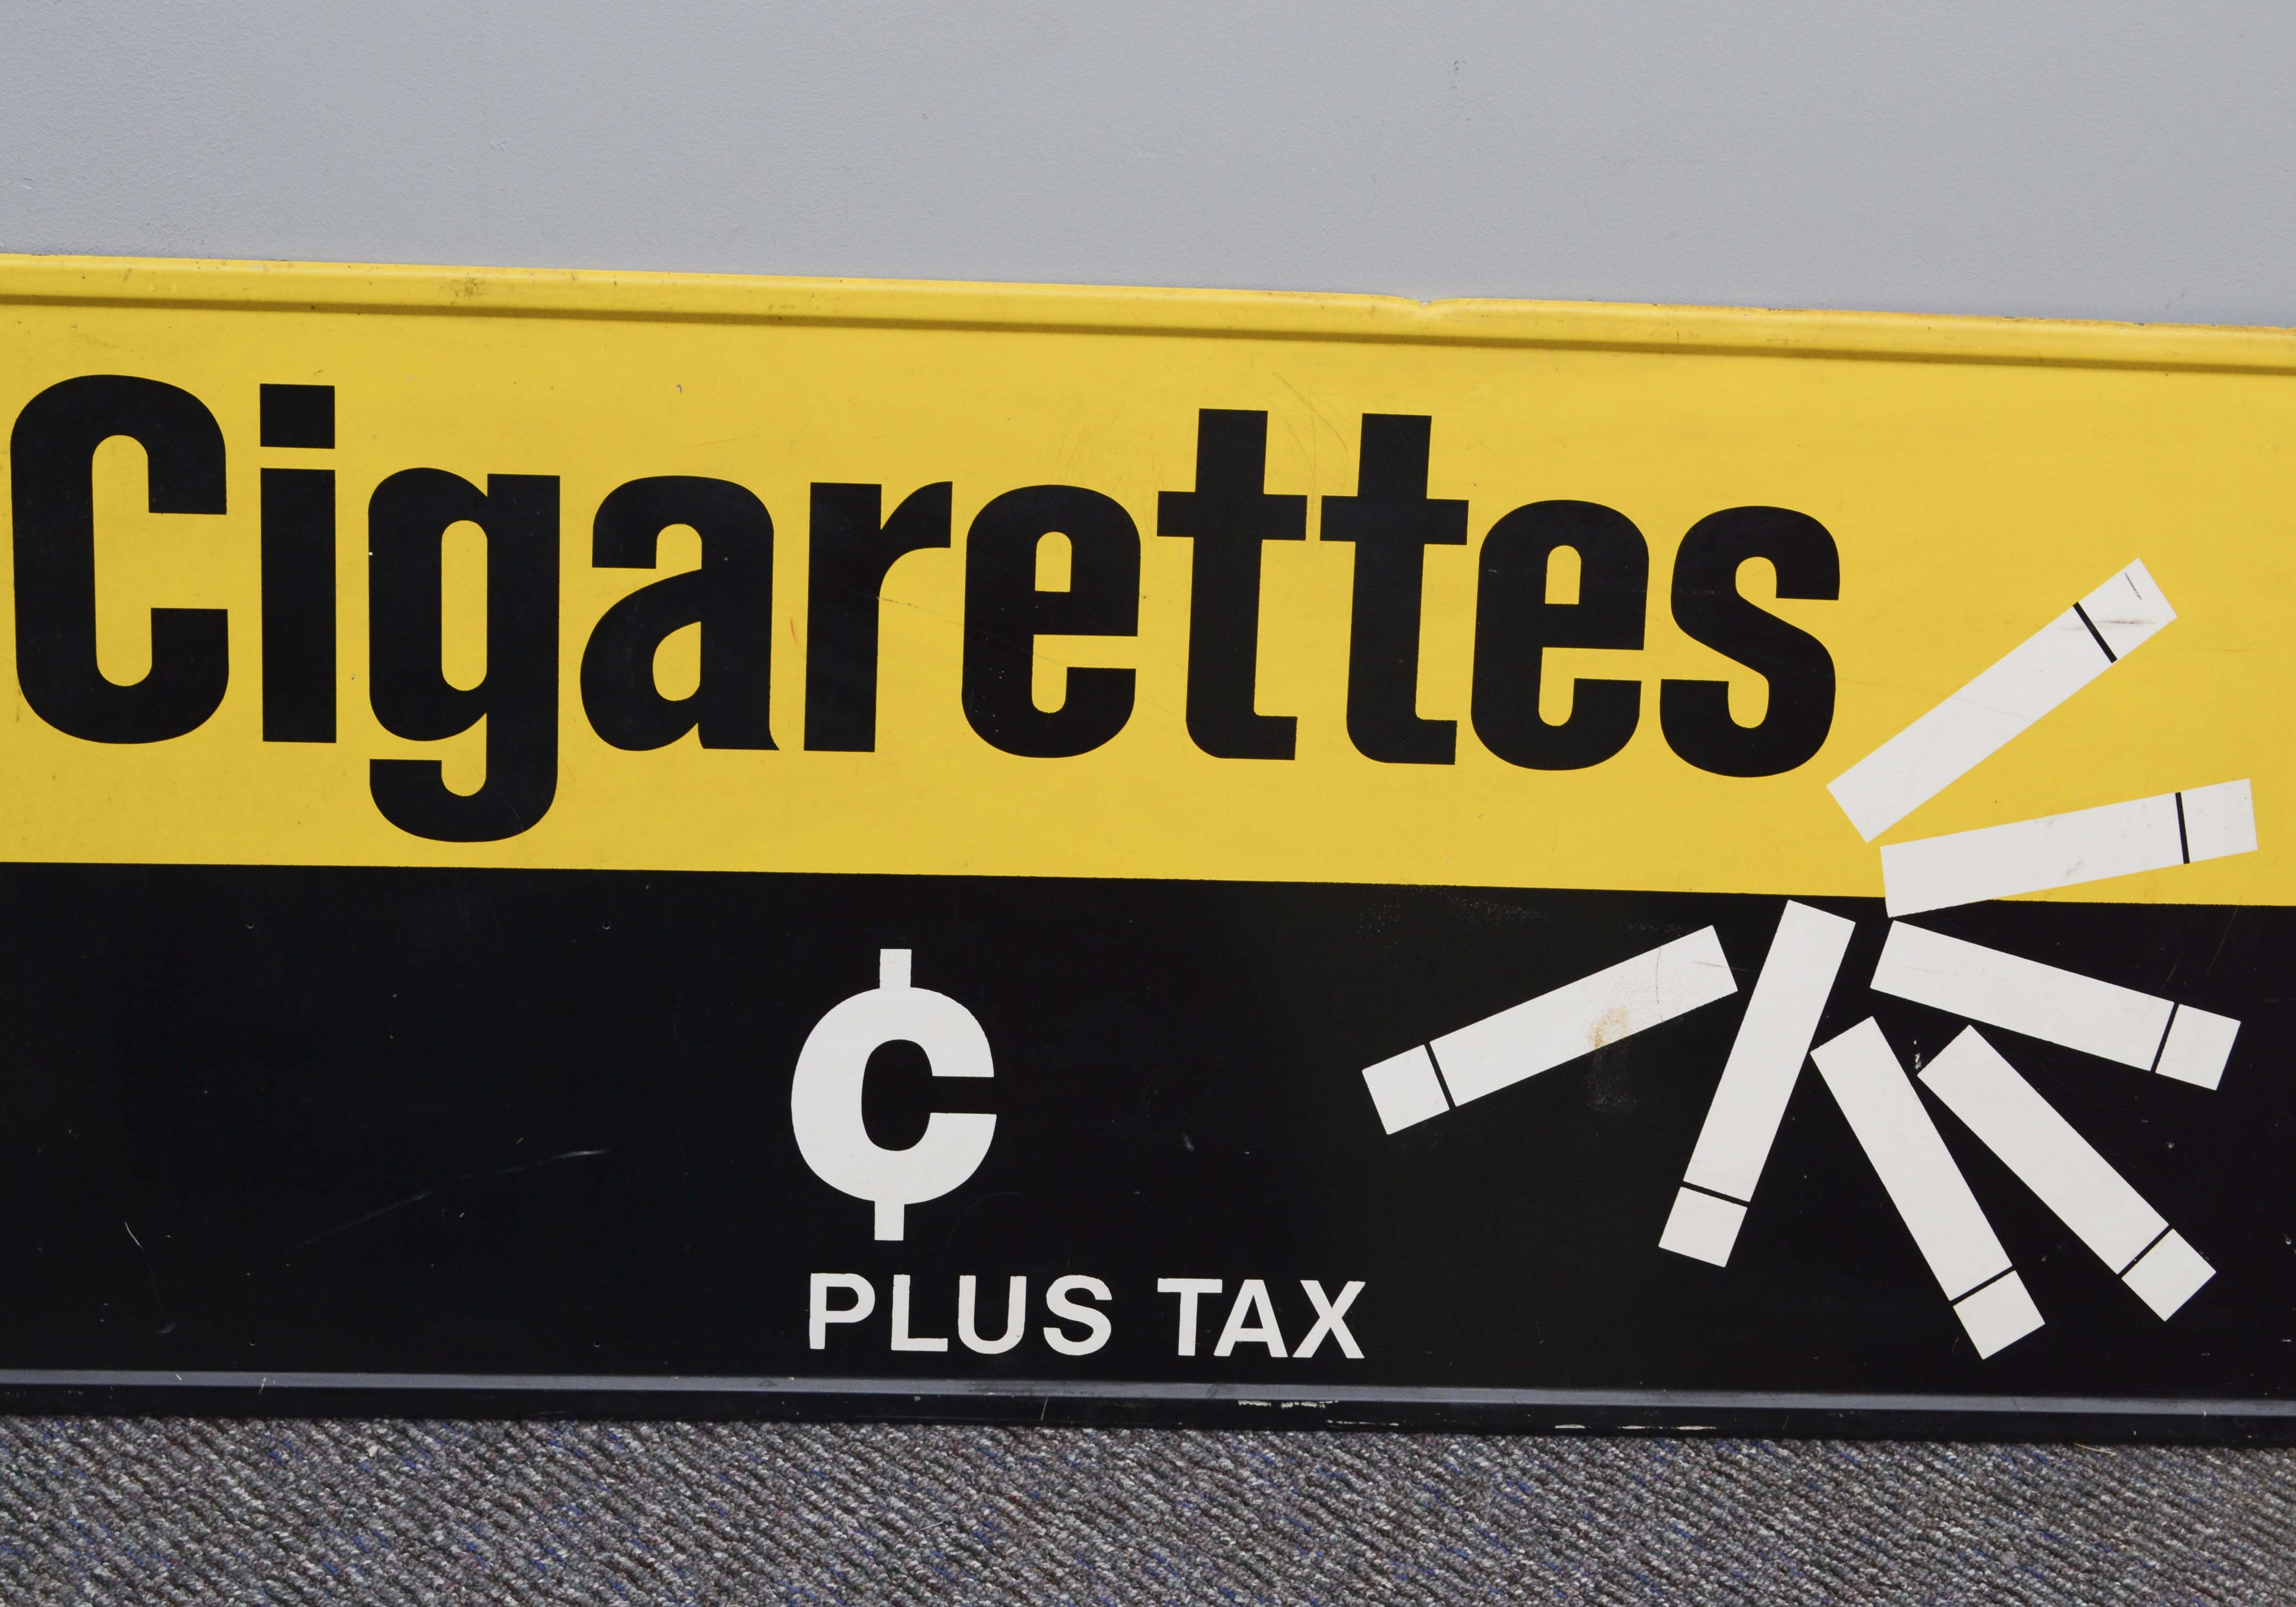 Cigarettes
¢
PLUS TAX